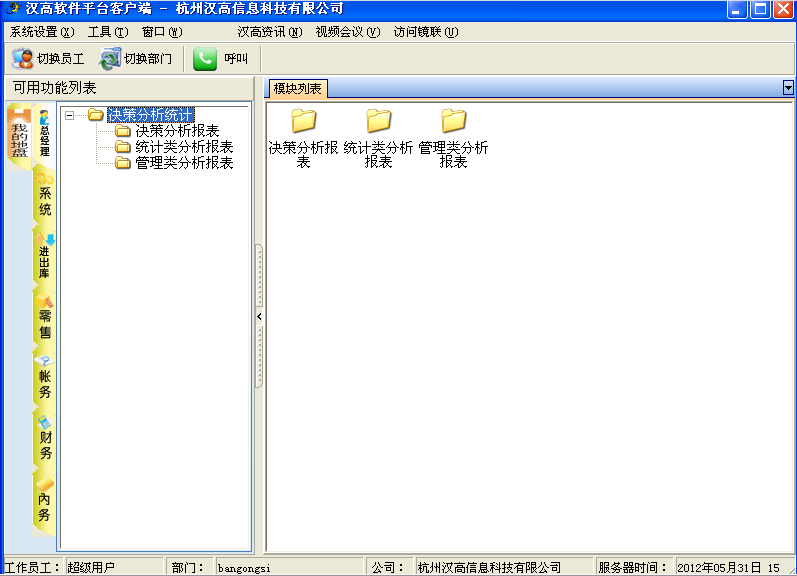 汉高软件平台客户端 - 杭州汉高信息科技有限公司
系统设置(X) 工具(T) 窗口(W) 汉高资讯(N) 视频会议(V) 访问镜联(U)
切换员工 切换部门 呼叫
可用功能列表
模块列表
我的地盘
总经理
系统
进出库
零售
帐务
财务
内务
决策分析统计
决策分析报表
统计类分析报表
管理类分析报表
决策分析报
表
统计类分析
报表
管理类分析
报表
工作员工： 超级用户 部门： bangongsi 公司： 杭州汉高信息科技有限公司 服务器时间： 2012年05月31日 15